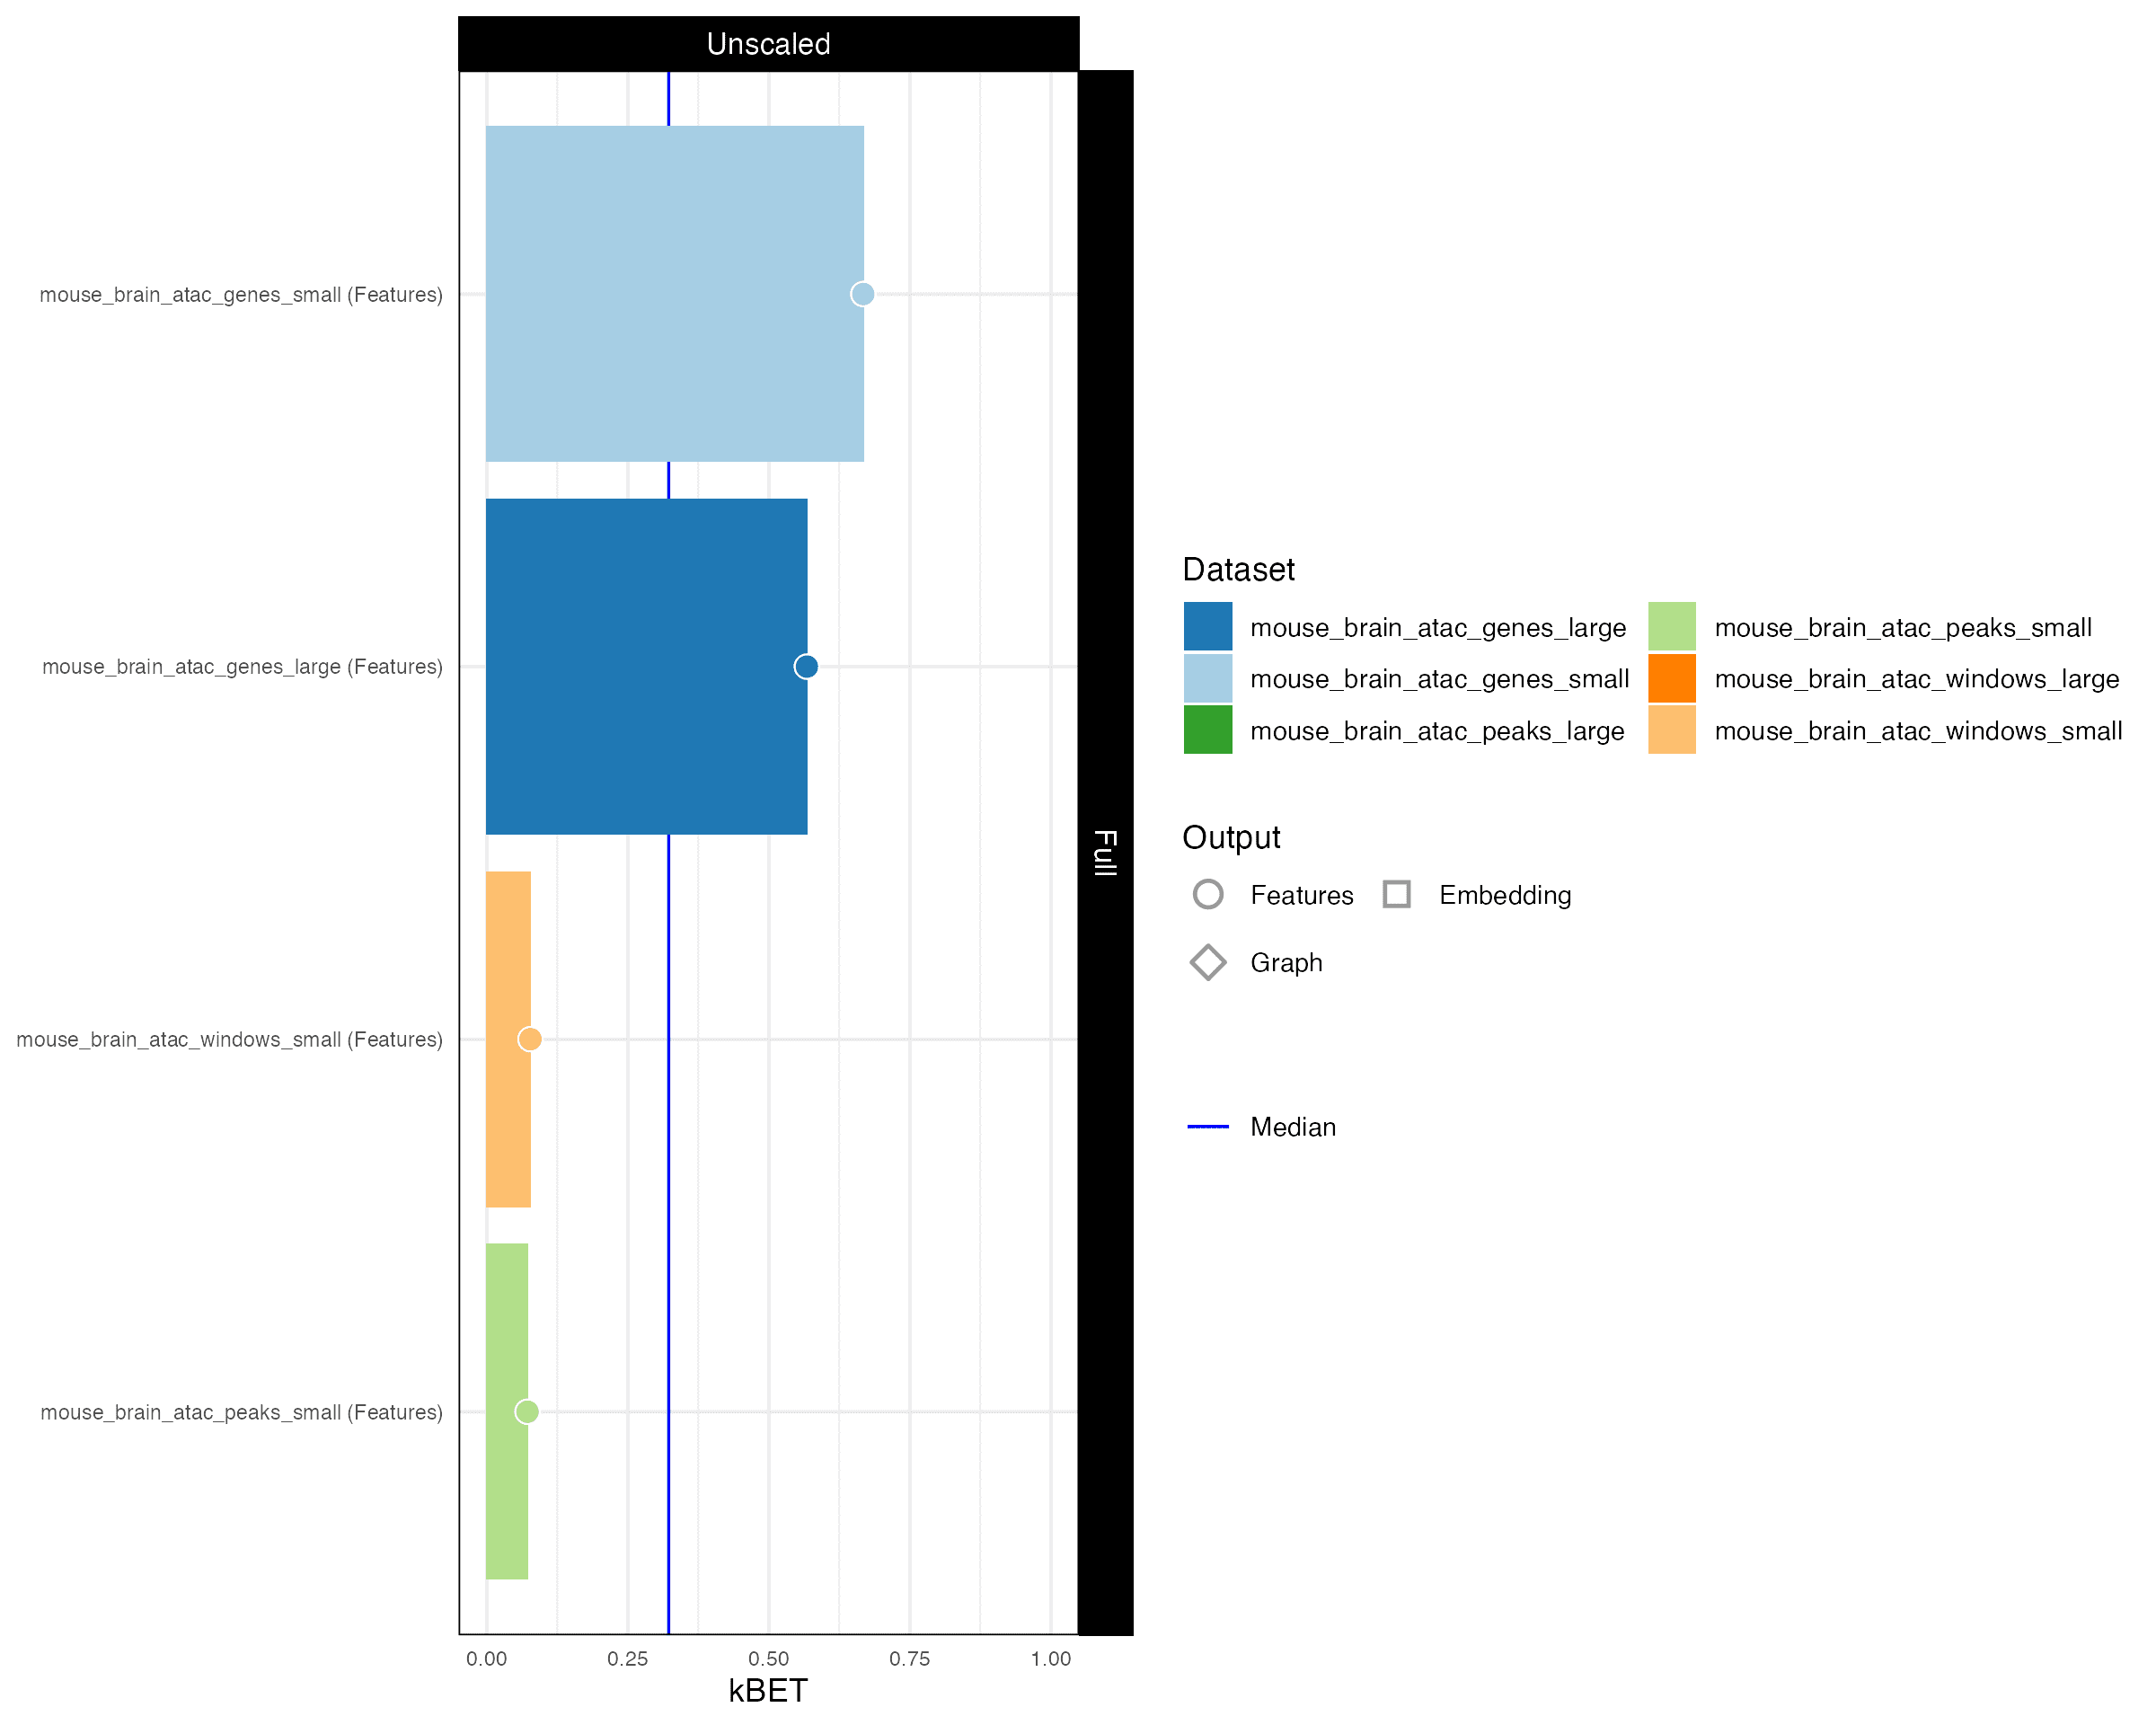 Unscaled
mouse_brain_atac_genes_small (Features)
mouse_brain_atac_genes_large (Features)
mouse_brain_atac_windows_small (Features)
mouse_brain_atac_peaks_small (Features)
Full
0.00 0.25 0.50 0.75 1.00
kBET
Dataset
mouse_brain_atac_genes_large mouse_brain_atac_peaks_small
mouse_brain_atac_genes_small mouse_brain_atac_windows_large
mouse_brain_atac_peaks_large mouse_brain_atac_windows_small
Output
Features Embedding
Graph
Median